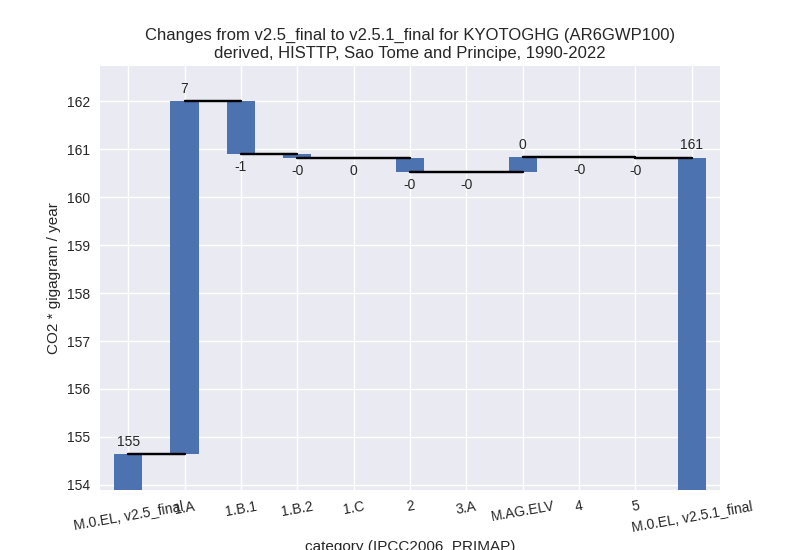 Changes from v2.5_final to v2.5.1_final for KYOTOGHG (AR6GWP100)
derived, HISTTP, Sao Tome and Principe, 1990-2022
CO2 * gigagram / year
162
161
160
159
158
157
156
155
154
155
7
-1
-0
0
-0
-0
0
-0
-0
161
M.0.EL, v2.5_final
1.A
1.B.1
1.B.2
1.C
2
3.A
M.AG.ELV
4
5
M.0.EL, v2.5.1_final
category (IPCC2006_PRIMAP)